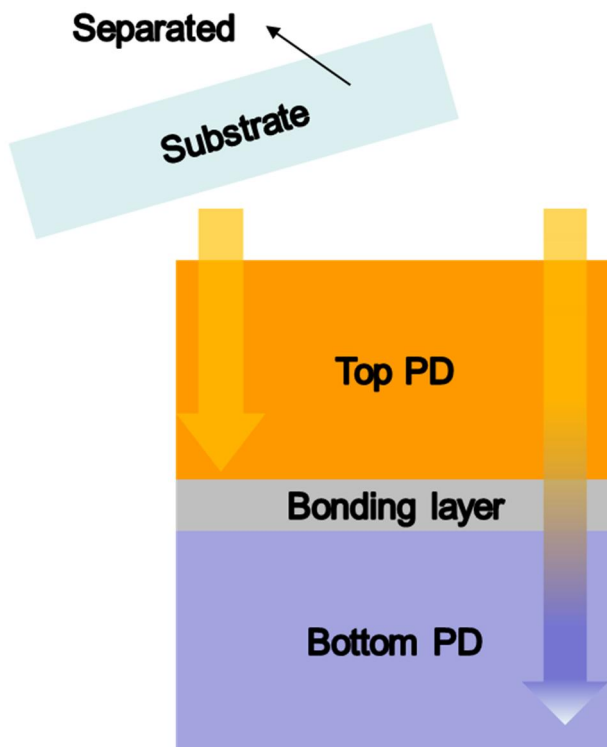 Separated
Substrate
Top PD
Bonding layer
Bottom PD